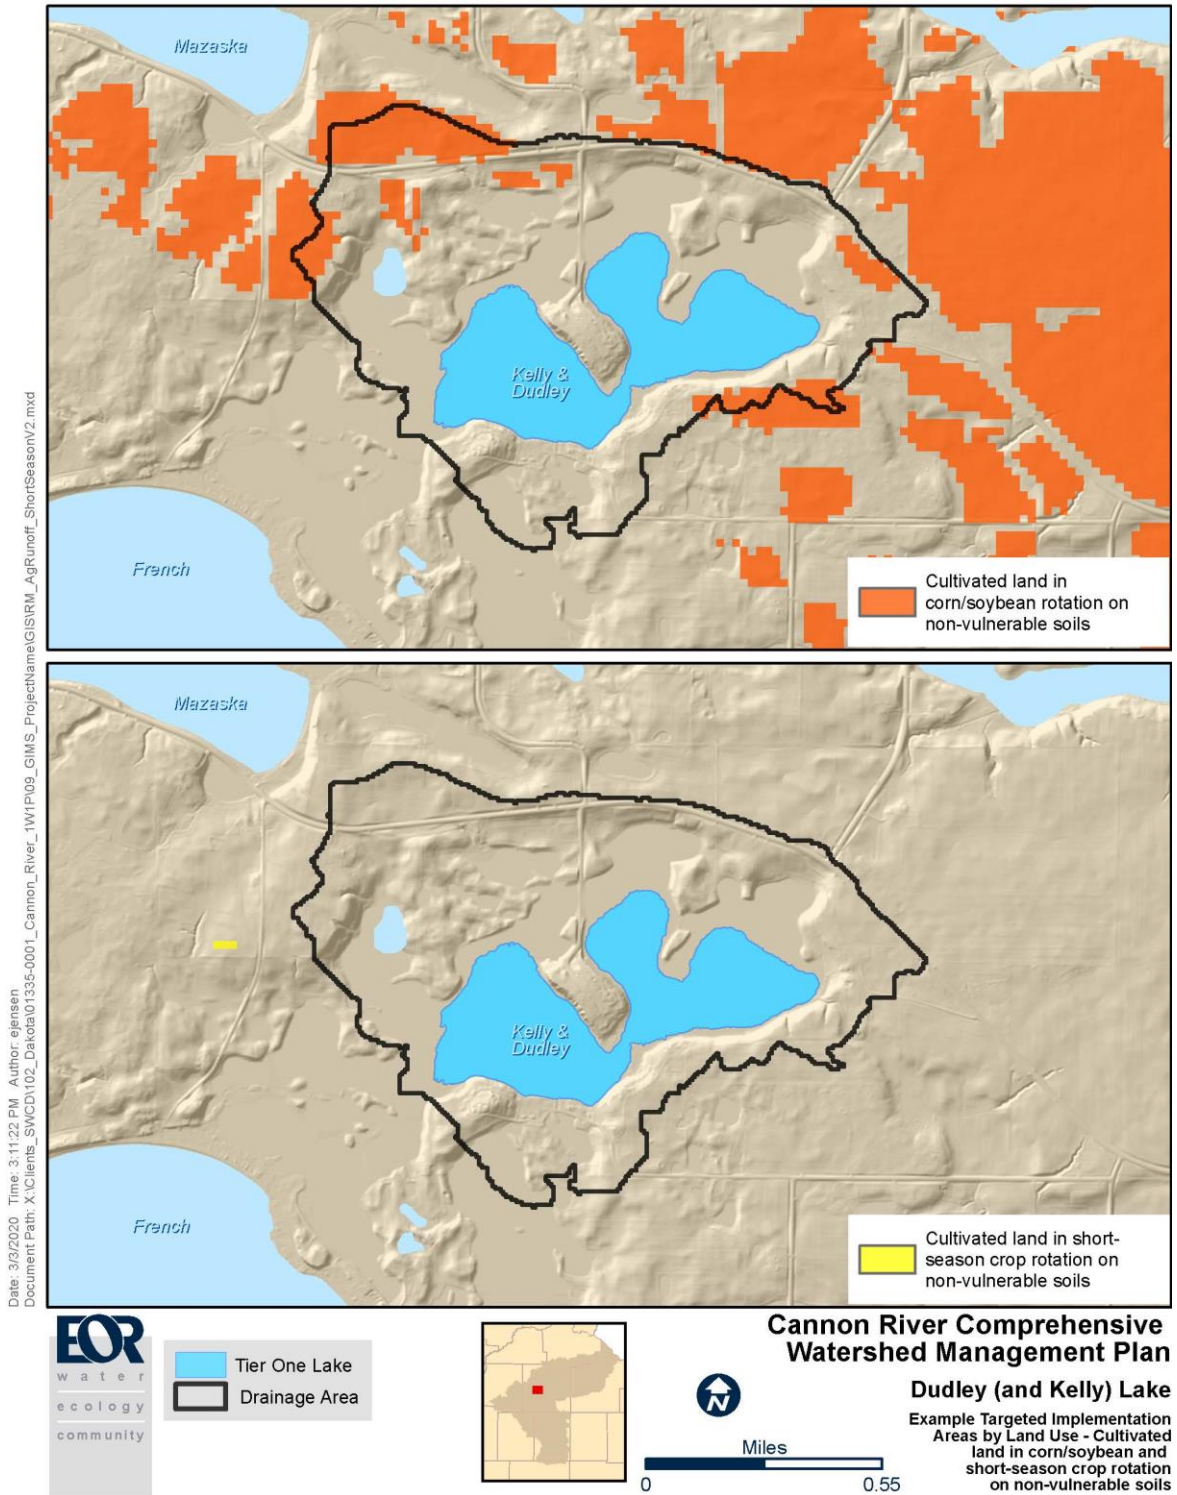 Mazaska
Kelly &
Dudley
French
Cultivated land in
corn/soybean rotation on
non-vulnerable soils
Mazaska
Kelly &
Dudley
French
Cultivated land in short-
season crop rotation on
non-vulnerable soils
Date: 3/3/2020 Time: 3:11:22 PM Author: ejensen
Document Path: X:\Clients_SWCD\102_Dakota\01335-0001_Cannon_River_1W1P\09_GIMS_ProjectName\GIS\RM_AgRunoff_ShortSeasonV2.mxd
EOR
water
ecology
community
Tier One Lake
Drainage Area
N
Miles
0 0.55
Cannon River Comprehensive
Watershed Management Plan
Dudley (and Kelly) Lake
Example Targeted Implementation
Areas by Land Use - Cultivated
land in corn/soybean and
short-season crop rotation
on non-vulnerable soils